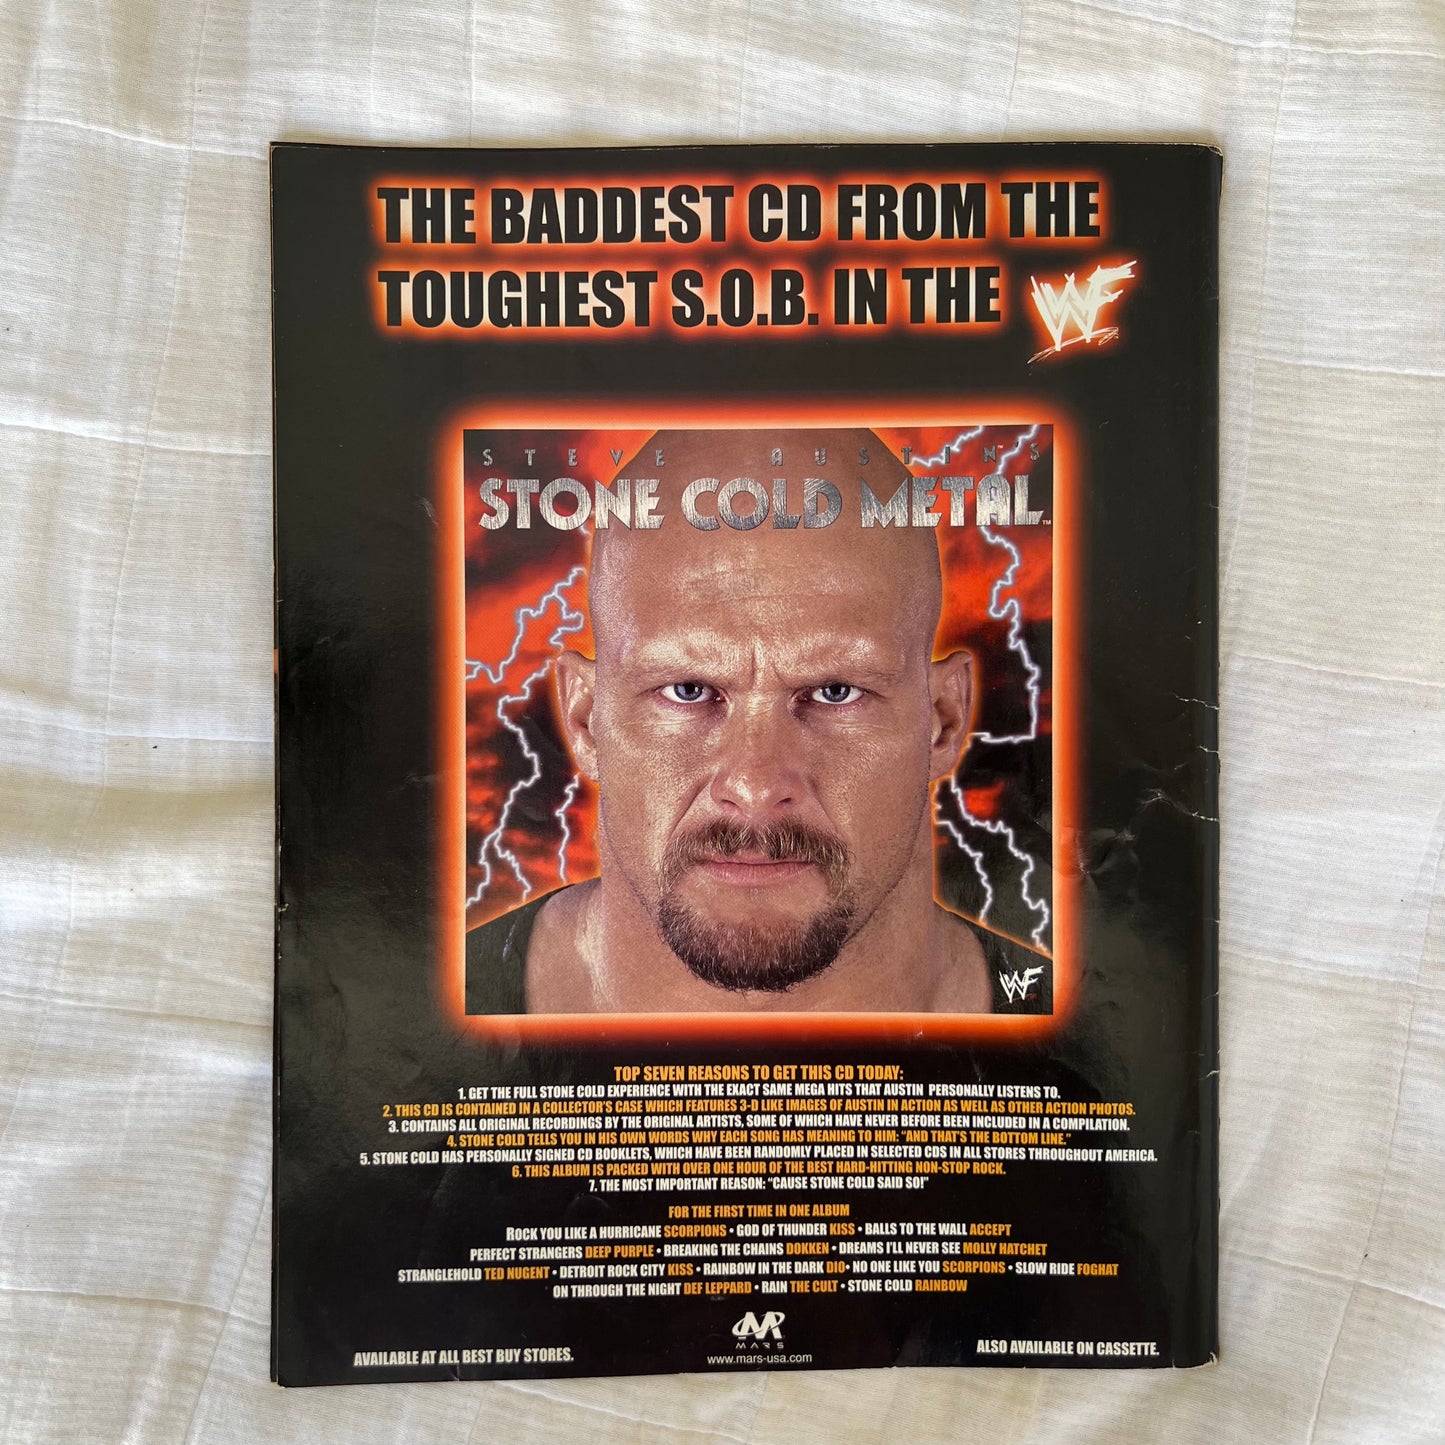 THE BADDEST CD FROM THE
TOUGHEST S.O.B. IN THE WF
STEVE AUSTIN'S
STONE COLD METAL™
WF
TOP SEVEN REASONS TO GET THIS CD TODAY:
1. GET THE FULL STONE COLD EXPERIENCE WITH THE EXACT SAME MEGA HITS THAT AUSTIN PERSONALLY LISTENS TO.
2. THIS CD IS CONTAINED IN A COLLECTOR'S CASE WHICH FEATURES 3-D LIKE IMAGES OF AUSTIN IN ACTION AS WELL AS OTHER ACTION PHOTOS.
3. CONTAINS ALL ORIGINAL RECORDINGS BY THE ORIGINAL ARTISTS, SOME OF WHICH HAVE NEVER BEFORE BEEN INCLUDED IN A COMPILATION.
4. STONE COLD TELLS YOU IN HIS OWN WORDS WHY EACH SONG HAS MEANING TO HIM: "AND THAT'S THE BOTTOM LINE."
5. STONE COLD HAS PERSONALLY SIGNED CD BOOKLETS, WHICH HAVE BEEN RANDOMLY PLACED IN SELECTED CDS IN ALL STORES THROUGHOUT AMERICA.
6. THIS ALBUM IS PACKED WITH OVER ONE HOUR OF THE BEST HARD-HITTING NON-STOP ROCK.
7. THE MOST IMPORTANT REASON: "CAUSE STONE COLD SAID SO!"
FOR THE FIRST TIME IN ONE ALBUM
ROCK YOU LIKE A HURRICANE SCORPIONS • GOD OF THUNDER KISS • BALLS TO THE WALL ACCEPT
PERFECT STRANGERS DEEP PURPLE • BREAKING THE CHAINS DOKKEN • DREAMS I'LL NEVER SEE MOLLY HATCHET
STRANGLEHOLD TED NUGENT • DETROIT ROCK CITY KISS • RAINBOW IN THE DARK DIO• NO ONE LIKE YOU SCORPIONS • SLOW RIDE FOGHAT
ON THROUGH THE NIGHT DEF LEPPARD • RAIN THE CULT • STONE COLD RAINBOW
MARS
www.mars-usa.com
AVAILABLE AT ALL BEST BUY STORES.
ALSO AVAILABLE ON CASSETTE.